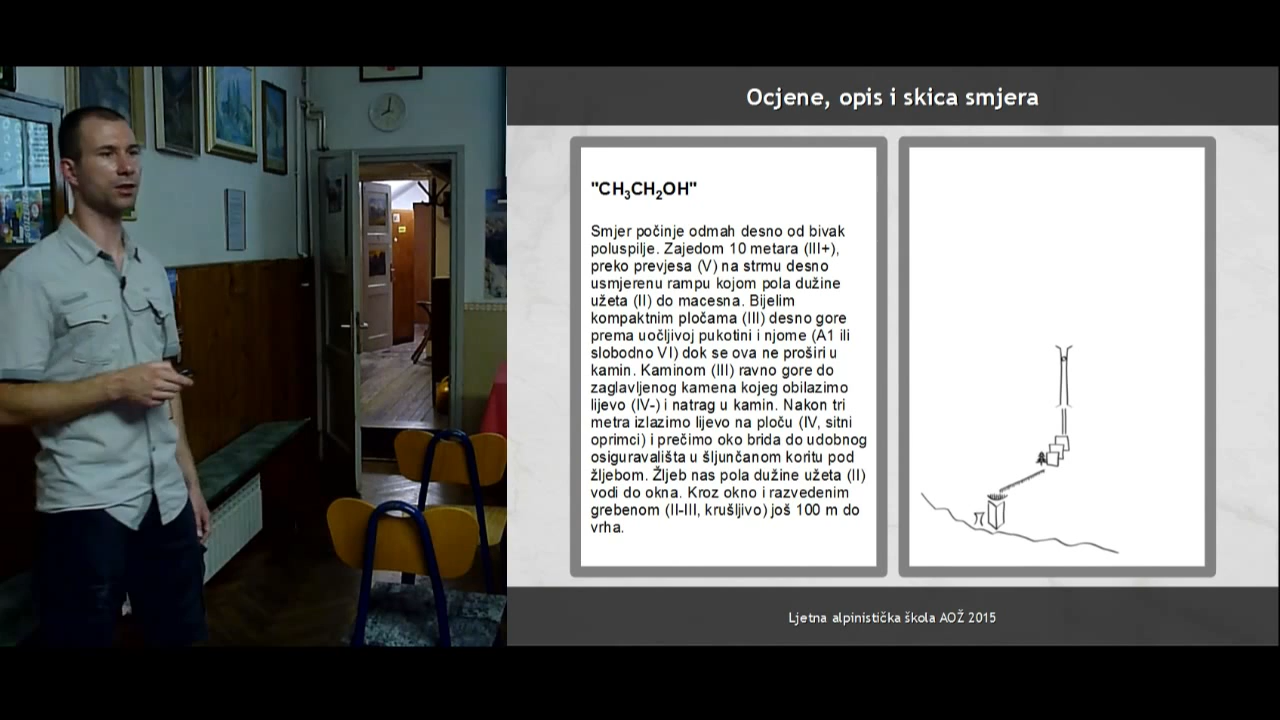 Ocjene, opis i skica smjera
"CH₃CH₂OH"
Smjer počinje odmah desno od bivak
poluspilje. Zajedom 10 metara (III+),
preko prevjesa (V) na strmu desno
usmjerenu rampu kojom pola dužine
užeta (II) do macesna. Bijelim
kompaktnim pločama (III) desno gore
prema uočljivoj pukotini i njome (A1 ili
slobodno VI) dok se ova ne proširi u
kamin. Kaminom (III) ravno gore do
zaglavljenog kamena kojeg obilazimo
lijevo (IV-) i natrag u kamin. Nakon tri
metra izlazimo lijevo na ploču (IV, sitni
oprimci) i prečimo oko brida do udobnog
osiguravališta u šljunčanom koritu pod
žljebom. Žljeb nas pola dužine užeta (II)
vodi do okna. Kroz okno i razvedenim
grebenom (II-III, krušljivo) još 100 m do
vrha.
Ljetna alpinistička škola AOŽ 2015